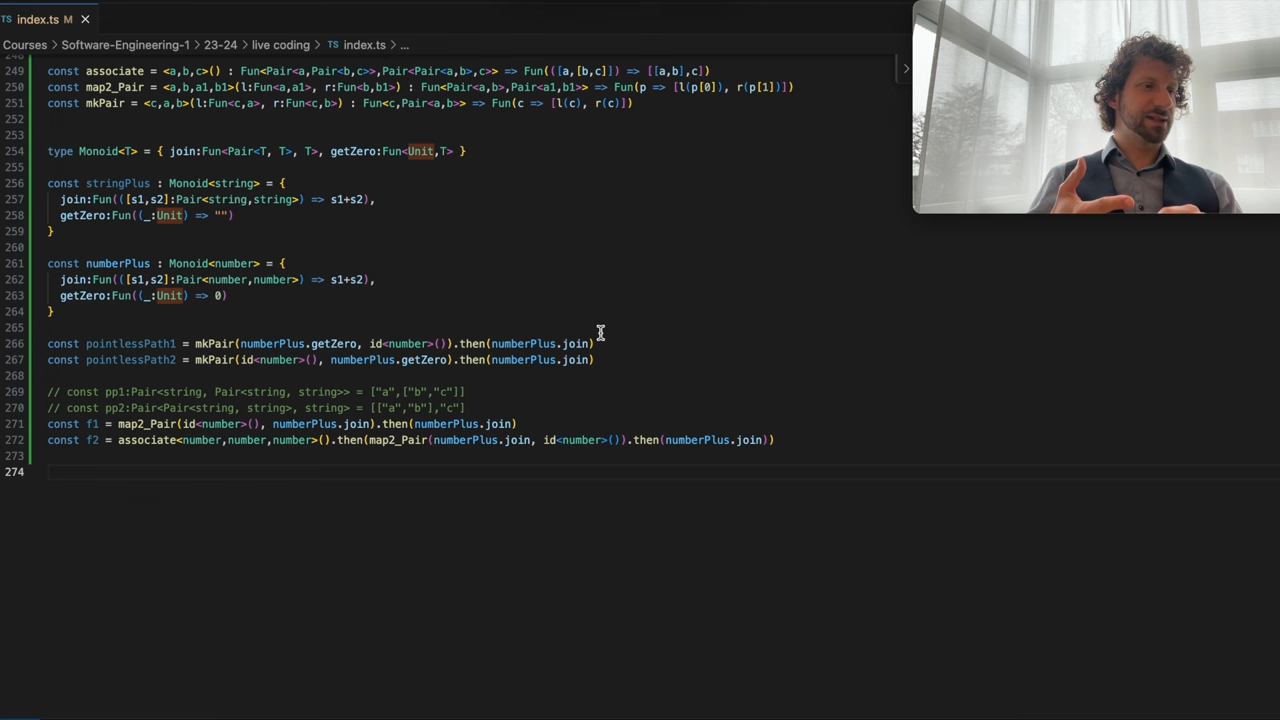 TS index.ts M ×
Courses > Software-Engineering-1 > 23-24 > live coding > TS index.ts > ...
248
249 const associate = <a,b,c>() : Fun<Pair<a,Pair<b,c>>,Pair<Pair<a,b>,c>> => Fun(([a,[b,c]]) => [[a,b],c])
250 const map2_Pair = <a,b,a1,b1>(l:Fun<a,a1>, r:Fun<b,b1>) : Fun<Pair<a,b>,Pair<a1,b1>> => Fun(p => [l(p[0]), r(p[1])])
251 const mkPair = <c,a,b>(l:Fun<c,a>, r:Fun<c,b>) : Fun<c,Pair<a,b>> => Fun(c => [l(c), r(c)])
252
253
254 type Monoid<T> = { join:Fun<Pair<T, T>, T>, getZero:Fun<Unit,T> }
255
256 const stringPlus : Monoid<string> = {
257 join:Fun(([s1,s2]:Pair<string,string>) => s1+s2),
258 getZero:Fun((_:Unit) => "")
259 }
260
261 const numberPlus : Monoid<number> = {
262 join:Fun(([s1,s2]:Pair<number,number>) => s1+s2),
263 getZero:Fun((_:Unit) => 0)
264 }
265
266 const pointlessPath1 = mkPair(numberPlus.getZero, id<number>()).then(numberPlus.join)
267 const pointlessPath2 = mkPair(id<number>(), numberPlus.getZero).then(numberPlus.join)
268
269 // const pp1:Pair<string, Pair<string, string>> = ["a",["b","c"]]
270 // const pp2:Pair<Pair<string, string>, string> = [["a","b"],"c"]
271 const f1 = map2_Pair(id<number>(), numberPlus.join).then(numberPlus.join)
272 const f2 = associate<number,number,number>().then(map2_Pair(numberPlus.join, id<number>()).then(numberPlus.join))
273
274